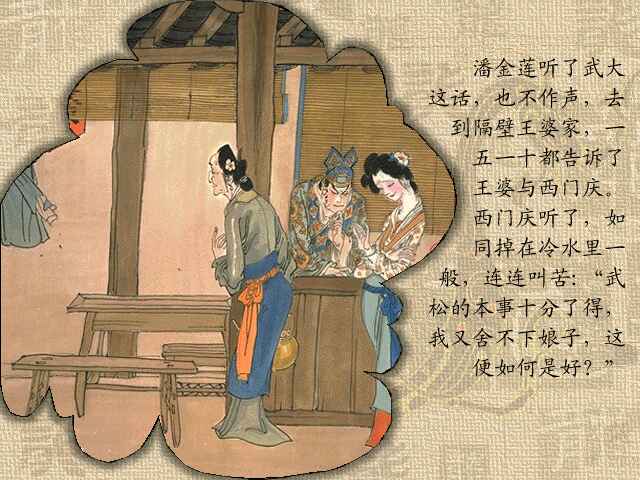 潘金莲听了武大
这话，也不作声，去
到隔壁王婆家，一
五一十都告诉了
王婆与西门庆。
西门庆听了，如
同掉在冷水里一
般，连连叫苦：“武
松的本事十分了得，
我又舍不下娘子，这
便如何是好？”